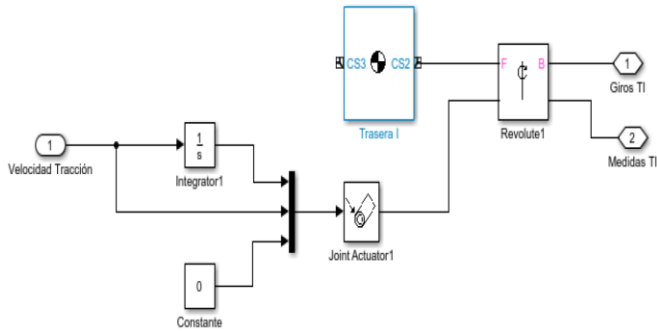 CS3 CS2
Trasera I
F B
Revolute1
1
Giros TI
2
Medidas TI
1
Velocidad Tracción
1
s
Integrator1
Joint Actuator1
0
Constante